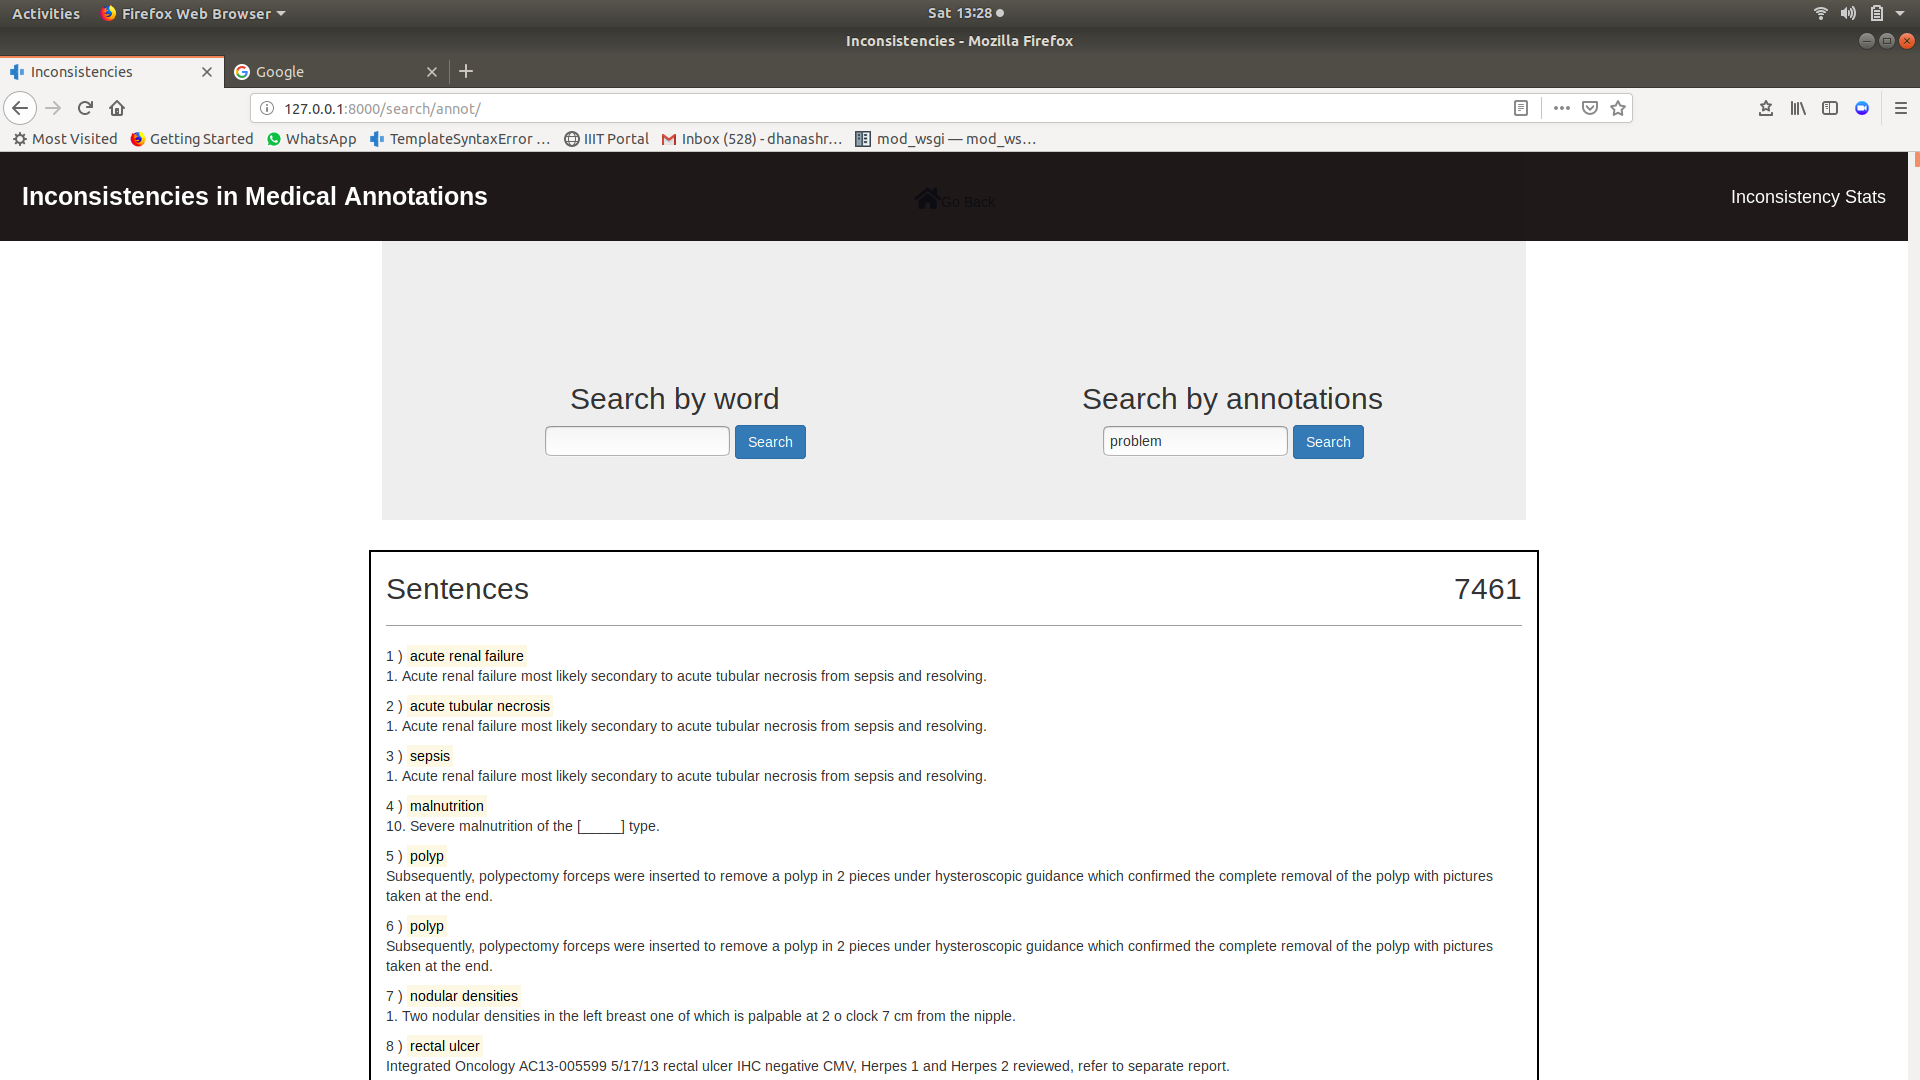 Activities Firefox Web Browser Sat 13:28
Inconsistencies - Mozilla Firefox
Inconsistencies Google
127.0.0.1:8000/search/annot/
Most Visited Getting Started WhatsApp TemplateSyntaxError ... IIIT Portal Inbox (528) - dhanashr... mod_wsgi — mod_ws...
Inconsistencies in Medical Annotations Go Back Inconsistency Stats
Search by word Search by annotations
Search problem Search
Sentences 7461
1 ) acute renal failure
1. Acute renal failure most likely secondary to acute tubular necrosis from sepsis and resolving.
2 ) acute tubular necrosis
1. Acute renal failure most likely secondary to acute tubular necrosis from sepsis and resolving.
3 ) sepsis
1. Acute renal failure most likely secondary to acute tubular necrosis from sepsis and resolving.
4 ) malnutrition
10. Severe malnutrition of the [_____] type.
5 ) polyp
Subsequently, polypectomy forceps were inserted to remove a polyp in 2 pieces under hysteroscopic guidance which confirmed the complete removal of the polyp with pictures
taken at the end.
6 ) polyp
Subsequently, polypectomy forceps were inserted to remove a polyp in 2 pieces under hysteroscopic guidance which confirmed the complete removal of the polyp with pictures
taken at the end.
7 ) nodular densities
1. Two nodular densities in the left breast one of which is palpable at 2 o clock 7 cm from the nipple.
8 ) rectal ulcer
Integrated Oncology AC13-005599 5/17/13 rectal ulcer IHC negative CMV, Herpes 1 and Herpes 2 reviewed, refer to separate report.